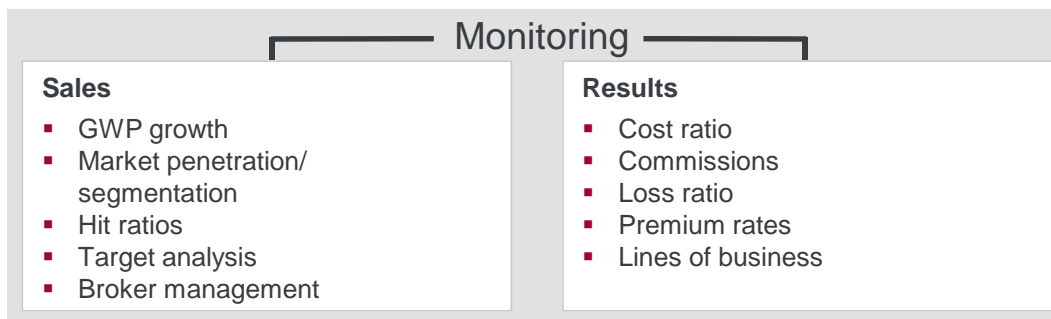 Monitoring
Sales
▪ GWP growth
▪ Market penetration/
segmentation
▪ Hit ratios
▪ Target analysis
▪ Broker management
Results
▪ Cost ratio
▪ Commissions
▪ Loss ratio
▪ Premium rates
▪ Lines of business